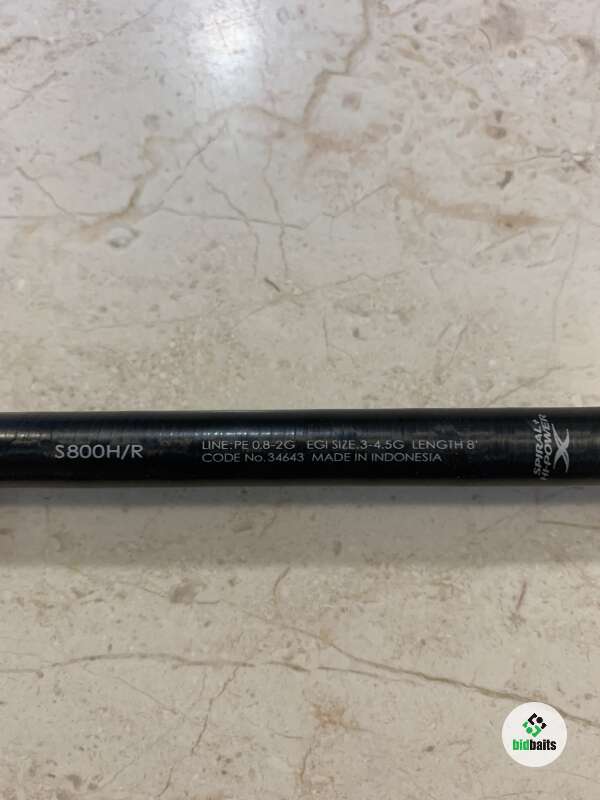 S800H/R
LINE:PE 0.8-2G EGI SIZE.3-4.5G LENGTH 8'
CODE No.34643 MADE IN INDONESIA
SPIRAL X
HI-POWER
bidbaits